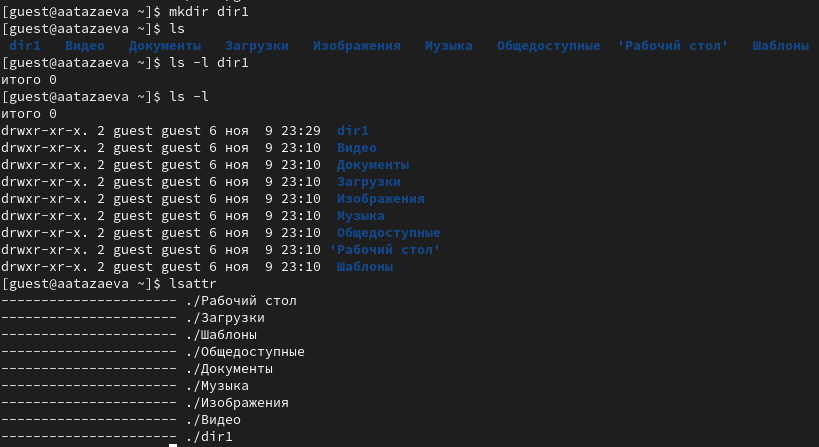 [guest@aatazaeva ~]$ mkdir dir1
[guest@aatazaeva ~]$ ls
dir1 Видео Документы Загрузки Изображения Музыка Общедоступные 'Рабочий стол' Шаблоны
[guest@aatazaeva ~]$ ls -l dir1
итого 0
[guest@aatazaeva ~]$ ls -l
итого 0
drwxr-xr-x. 2 guest guest 6 ноя  9 23:29  dir1
drwxr-xr-x. 2 guest guest 6 ноя  9 23:10  Видео
drwxr-xr-x. 2 guest guest 6 ноя  9 23:10  Документы
drwxr-xr-x. 2 guest guest 6 ноя  9 23:10  Загрузки
drwxr-xr-x. 2 guest guest 6 ноя  9 23:10  Изображения
drwxr-xr-x. 2 guest guest 6 ноя  9 23:10  Музыка
drwxr-xr-x. 2 guest guest 6 ноя  9 23:10  Общедоступные
drwxr-xr-x. 2 guest guest 6 ноя  9 23:10 'Рабочий стол'
drwxr-xr-x. 2 guest guest 6 ноя  9 23:10  Шаблоны
[guest@aatazaeva ~]$ lsattr
---------------------- ./Рабочий стол
---------------------- ./Загрузки
---------------------- ./Шаблоны
---------------------- ./Общедоступные
---------------------- ./Документы
---------------------- ./Музыка
---------------------- ./Изображения
---------------------- ./Видео
---------------------- ./dir1